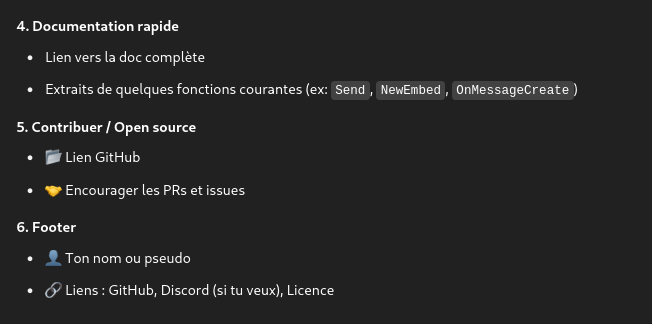 4. Documentation rapide
• Lien vers la doc complète
• Extraits de quelques fonctions courantes (ex: Send, NewEmbed, OnMessageCreate)
5. Contribuer / Open source
• 📂 Lien GitHub
• 🤝 Encourager les PRs et issues
6. Footer
• 👤 Ton nom ou pseudo
• 🔗 Liens : GitHub, Discord (si tu veux), Licence